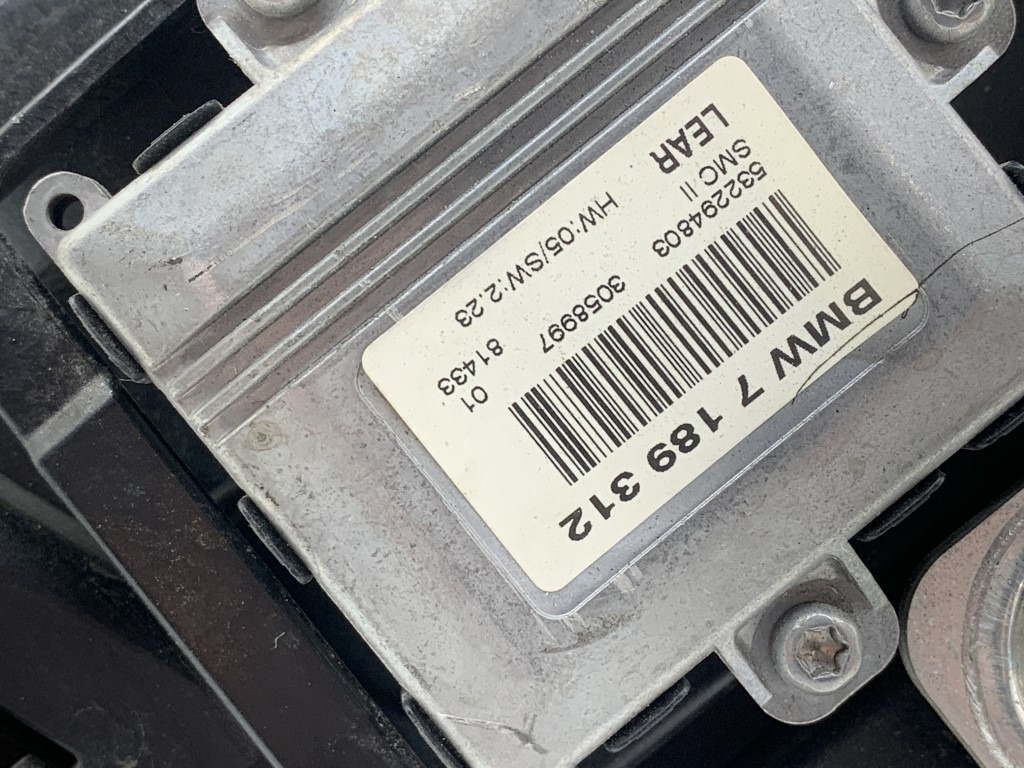 BMW 7 189 312
532294803 3058997 01
SMC II
LEAR HW:05/SW:2.23 81433